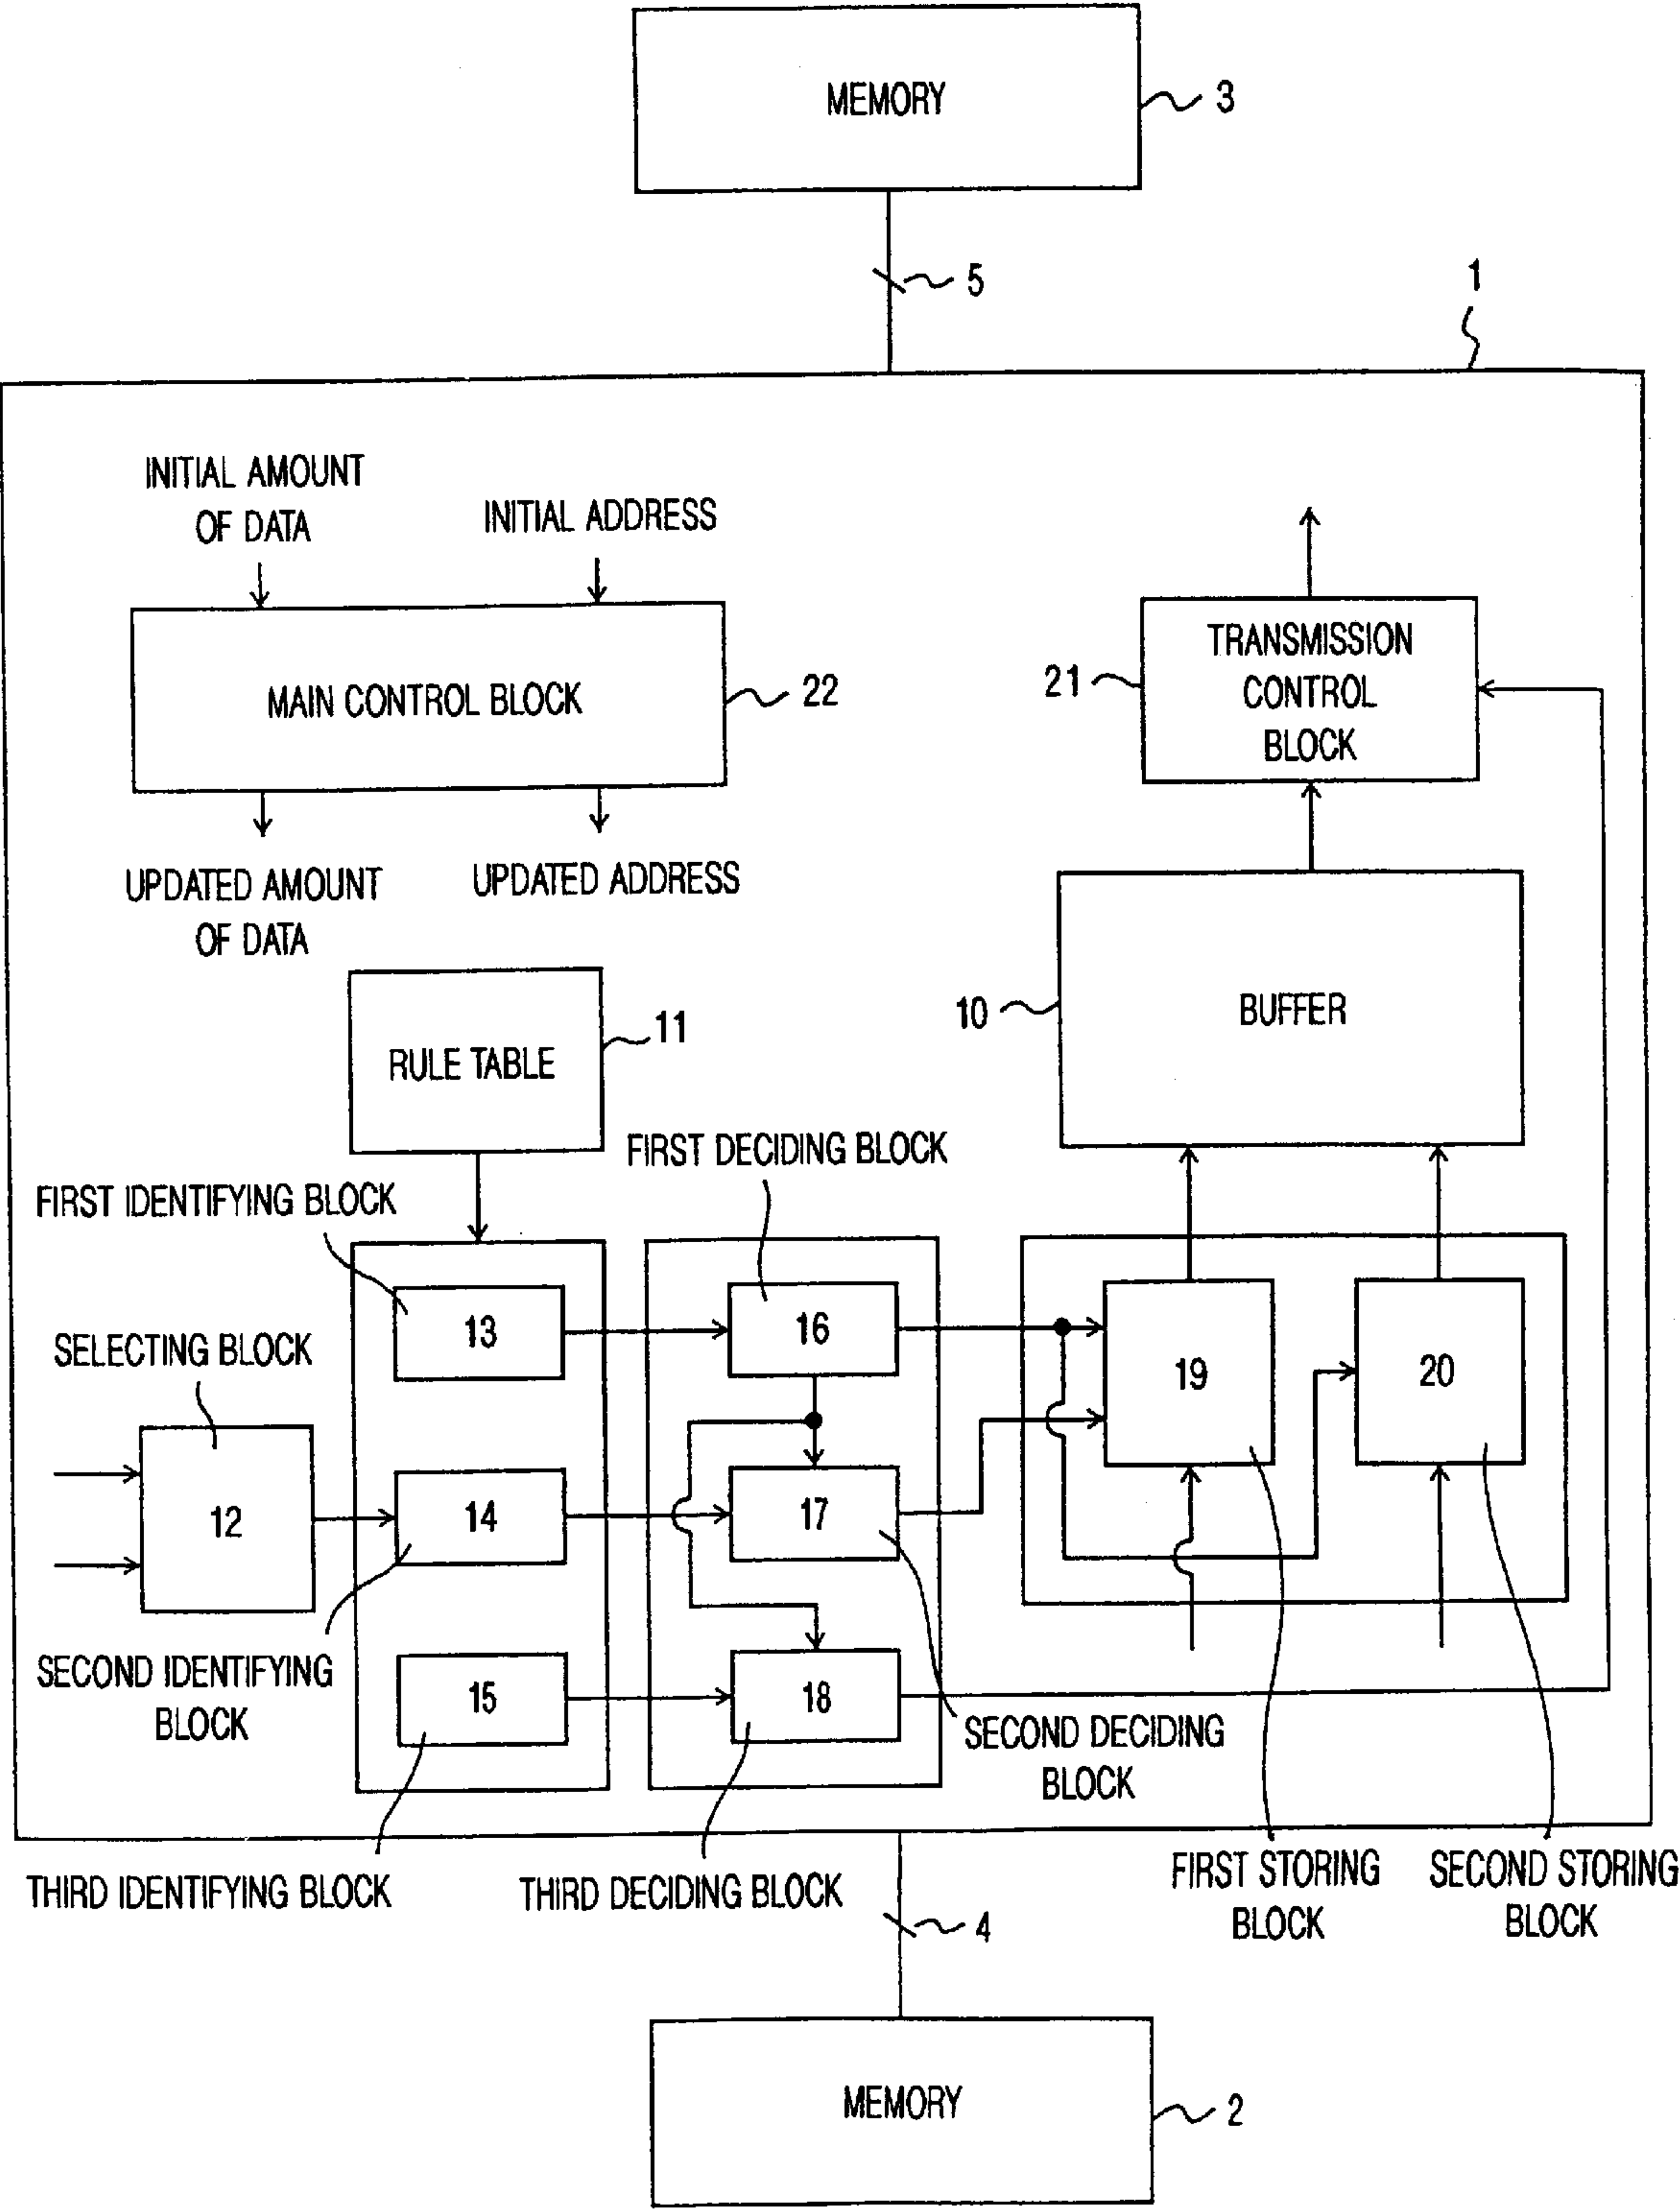 MEMORY
3
5
1
INITIAL AMOUNT
OF DATA
INITIAL ADDRESS
MAIN CONTROL BLOCK
22
UPDATED AMOUNT
OF DATA
UPDATED ADDRESS
21
TRANSMISSION
CONTROL
BLOCK
10
BUFFER
RULE TABLE
11
FIRST DECIDING BLOCK
FIRST IDENTIFYING BLOCK
13
16
19
20
SELECTING BLOCK
12
14
17
SECOND IDENTIFYING
BLOCK
15
18
SECOND DECIDING
BLOCK
THIRD IDENTIFYING BLOCK
THIRD DECIDING BLOCK
FIRST STORING
BLOCK
SECOND STORING
BLOCK
4
MEMORY
2